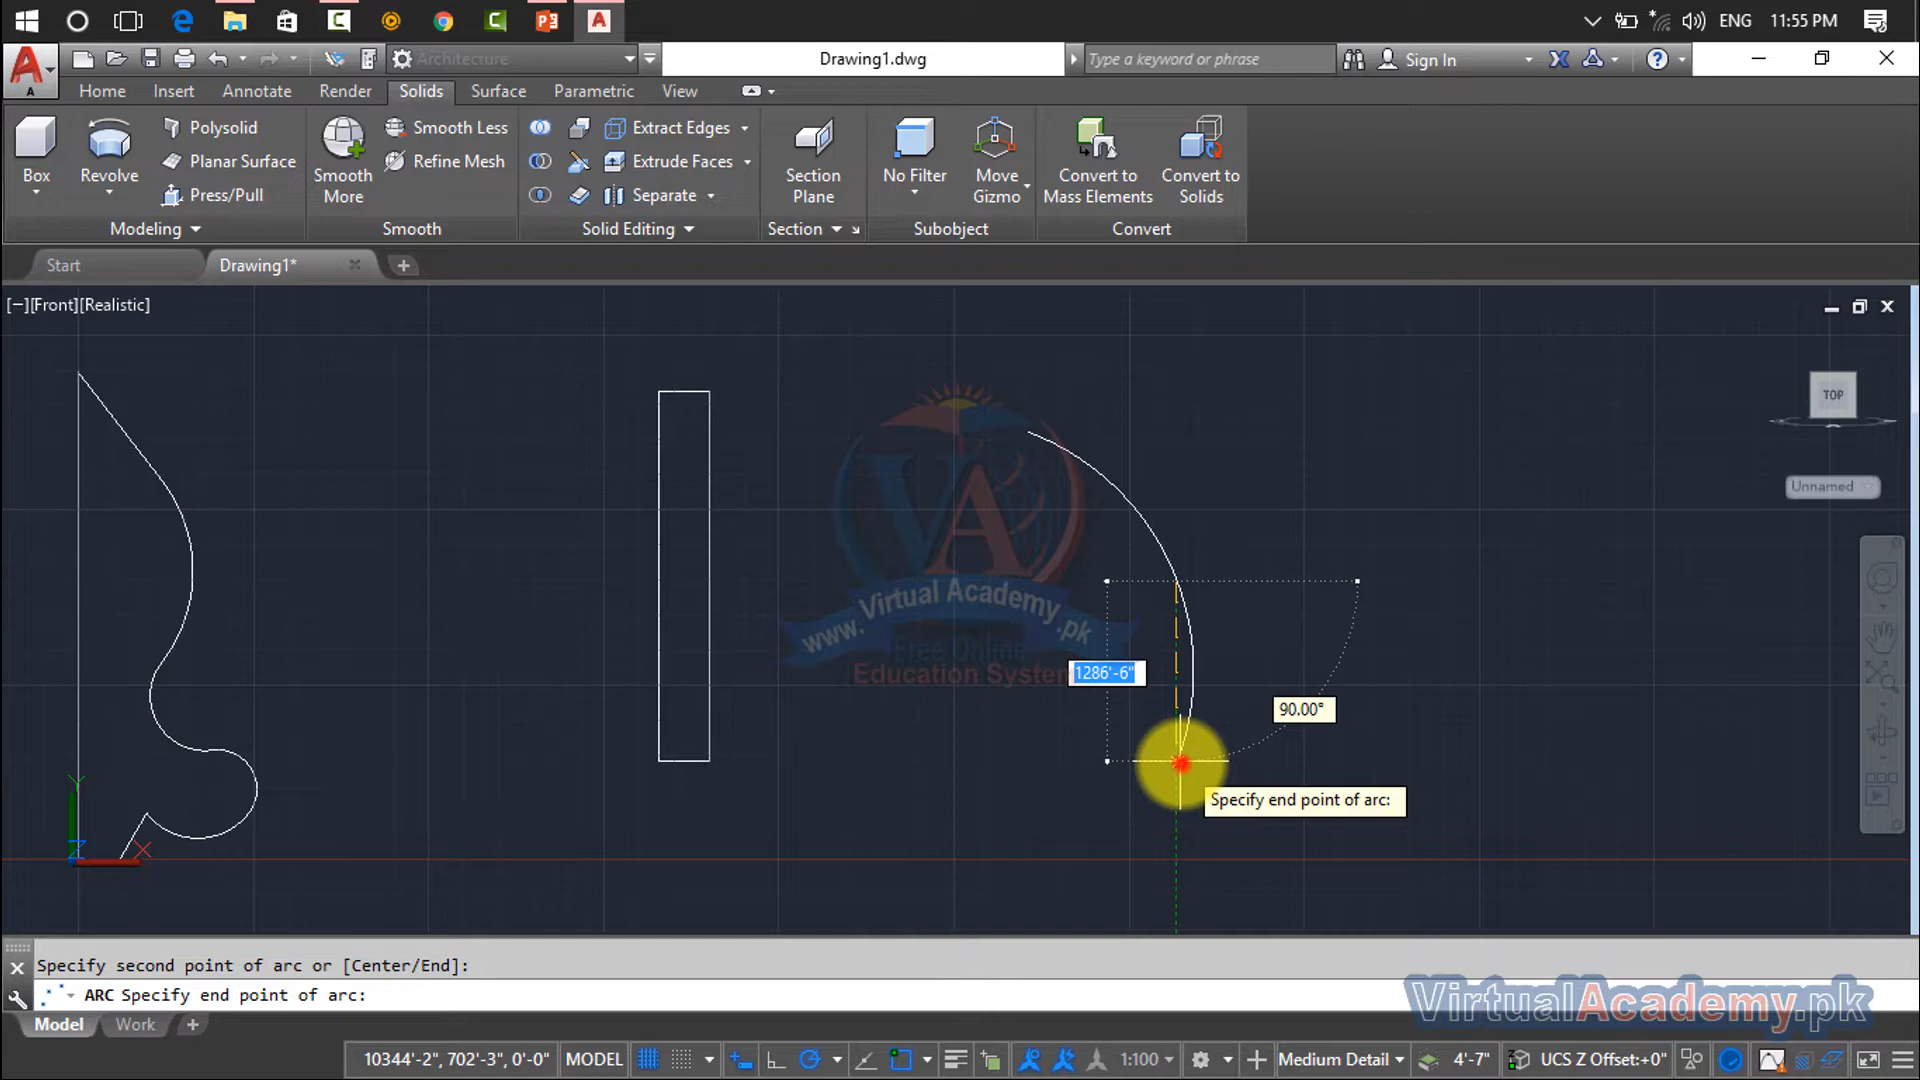 ENG 11:55 PM
A Architecture Drawing1.dwg Type a keyword or phrase Sign In
Home Insert Annotate Render Solids Surface Parametric View
Box Revolve Polysolid Planar Surface Press/Pull
Smooth More Smooth Less Refine Mesh
Extract Edges Extrude Faces Separate
Section Plane
No Filter Move Gizmo
Convert to Mass Elements Convert to Solids
Modeling Smooth Solid Editing Section Subobject Convert
Start Drawing1* +
[−][Front][Realistic]
TOP
Unnamed
VA
www.Virtual Academy.pk
Free Online
Education System
1286'-6"
90.00°
Specify end point of arc:
Y
Z X
Specify second point of arc or [Center/End]:
ARC Specify end point of arc:
VirtualAcademy.pk
Model Work +
10344'-2", 702'-3", 0'-0" MODEL 1:100 Medium Detail 4'-7" UCS Z Offset:+0"